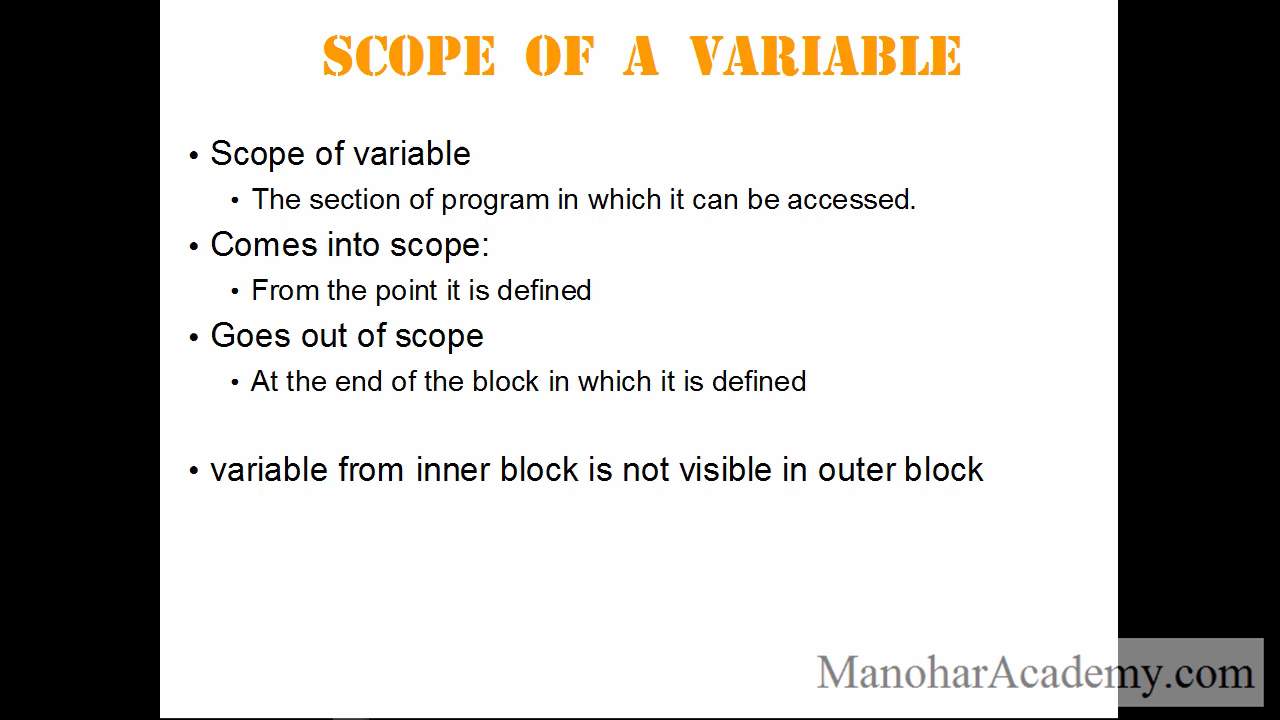 SCOPE OF A VARIABLE
• Scope of variable
• The section of program in which it can be accessed.
• Comes into scope:
• From the point it is defined
• Goes out of scope
• At the end of the block in which it is defined
• variable from inner block is not visible in outer block
ManoharAcademy.com